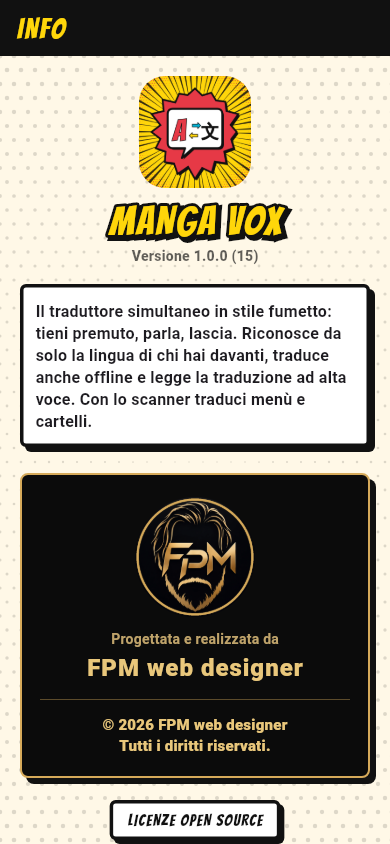 INFO
A 文
MANGA VOX
Versione 1.0.0 (15)
Il traduttore simultaneo in stile fumetto:
tieni premuto, parla, lascia. Riconosce da
solo la lingua di chi hai davanti, traduce
anche offline e legge la traduzione ad alta
voce. Con lo scanner traduci menù e
cartelli.
FPM
Progettata e realizzata da
FPM web designer
© 2026 FPM web designer
Tutti i diritti riservati.
LICENZE OPEN SOURCE